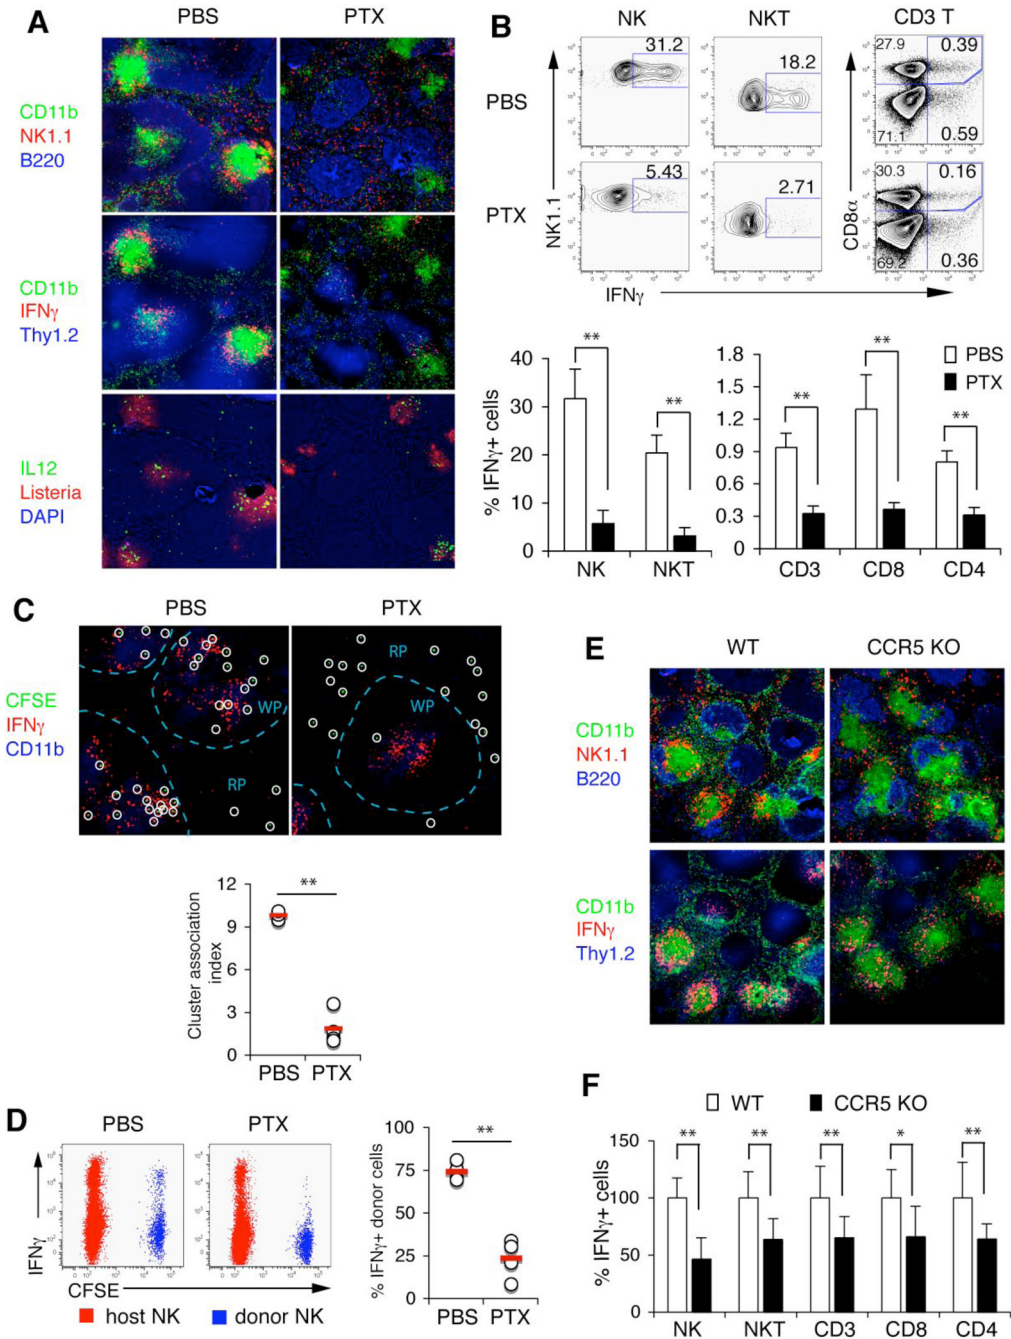 A
PBS PTX
CD11b
NK1.1
B220
CD11b
IFNγ
Thy1.2
IL12
Listeria
DAPI
B
NK NKT CD3 T
PBS
31.2
18.2
27.9 0.39
71.1 0.59
PTX
5.43
2.71
30.3 0.16
69.2 0.36
NK1.1
CD8α
IFNγ
% IFNγ+ cells
40
30
20
10
0
NK NKT
** **
1.8
1.5
1.2
0.9
0.6
0.3
0
CD3 CD8 CD4
** ** **
PBS
PTX
C
PBS PTX
CFSE
IFNγ
CD11b
WP
RP
RP
WP
Cluster association
index
12
9
6
3
0
**
PBS PTX
D
PBS PTX
IFNγ
CFSE
host NK donor NK
% IFNγ+ donor cells
100
75
50
25
0
**
PBS PTX
E
WT CCR5 KO
CD11b
NK1.1
B220
CD11b
IFNγ
Thy1.2
F
WT CCR5 KO
% IFNγ+ cells
150
100
50
0
** ** ** * **
NK NKT CD3 CD8 CD4